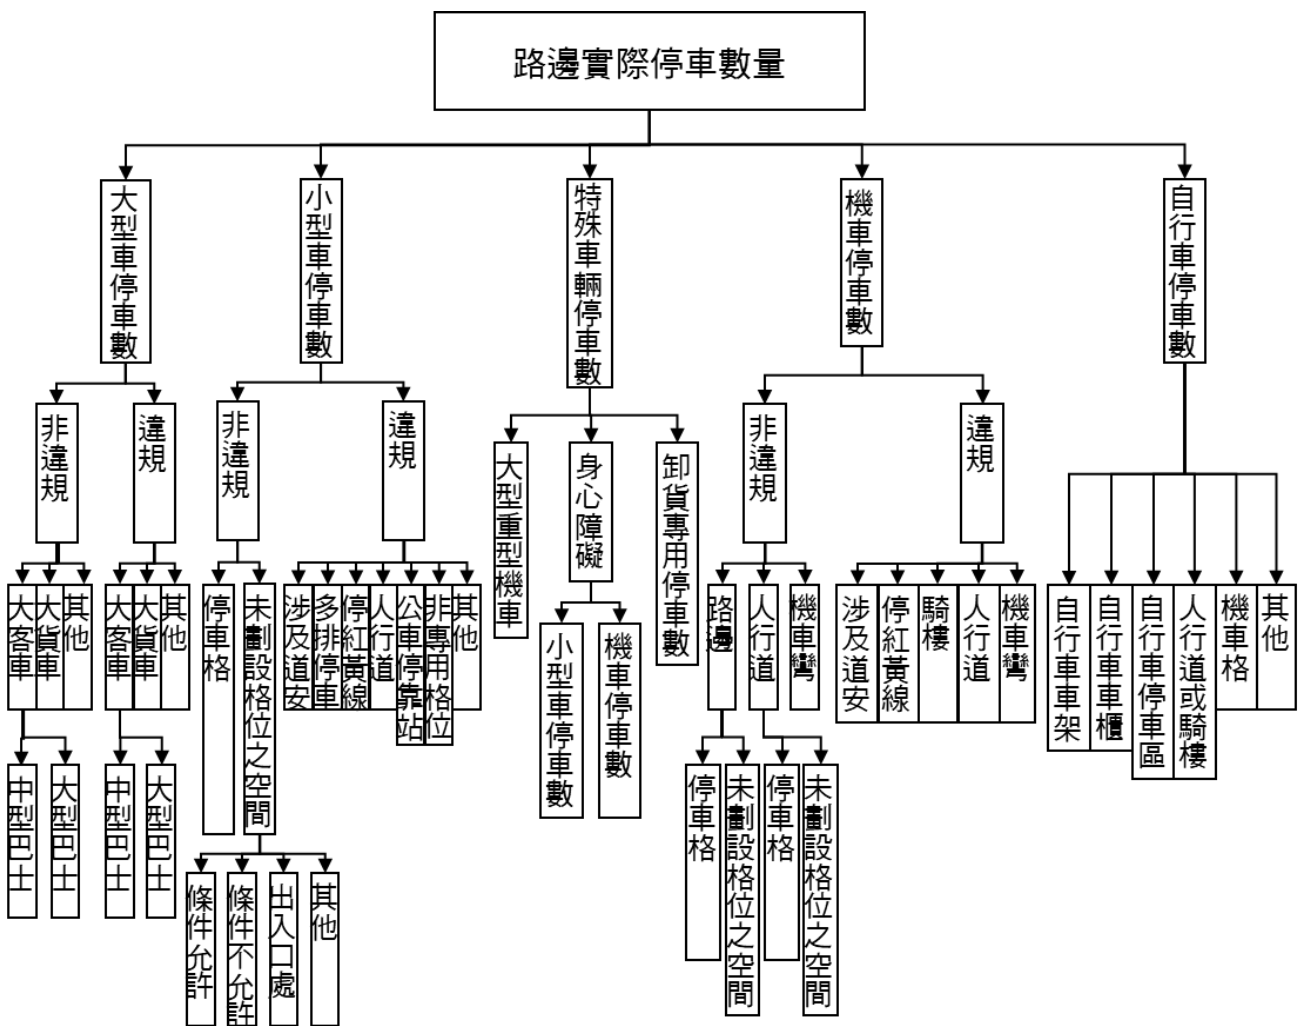 路邊實際停車數量
大型車停車數
小型車停車數
特殊車輛停車數
機車停車數
自行車停車數
非違規
違規
非違規
違規
非違規
違規
大型重型機車
身心障礙
卸貨專用停車數
大客車
大貨車
其他
大客車
大貨車
其他
停車格
未劃設格位之空間
涉及道安
多排停車
停紅黃線
人行道
公車停靠站
非專用格位
其他
小型車停車數
機車停車數
路邊
人行道
機車彎
涉及道安
停紅黃線
騎樓
人行道
機車彎
自行車車架
自行車車櫃
自行車停車區
人行道或騎樓
機車格
其他
中型巴士
大型巴士
中型巴士
大型巴士
停車格
未劃設格位之空間
停車格
未劃設格位之空間
條件允許
條件不允許
出入口處
其他